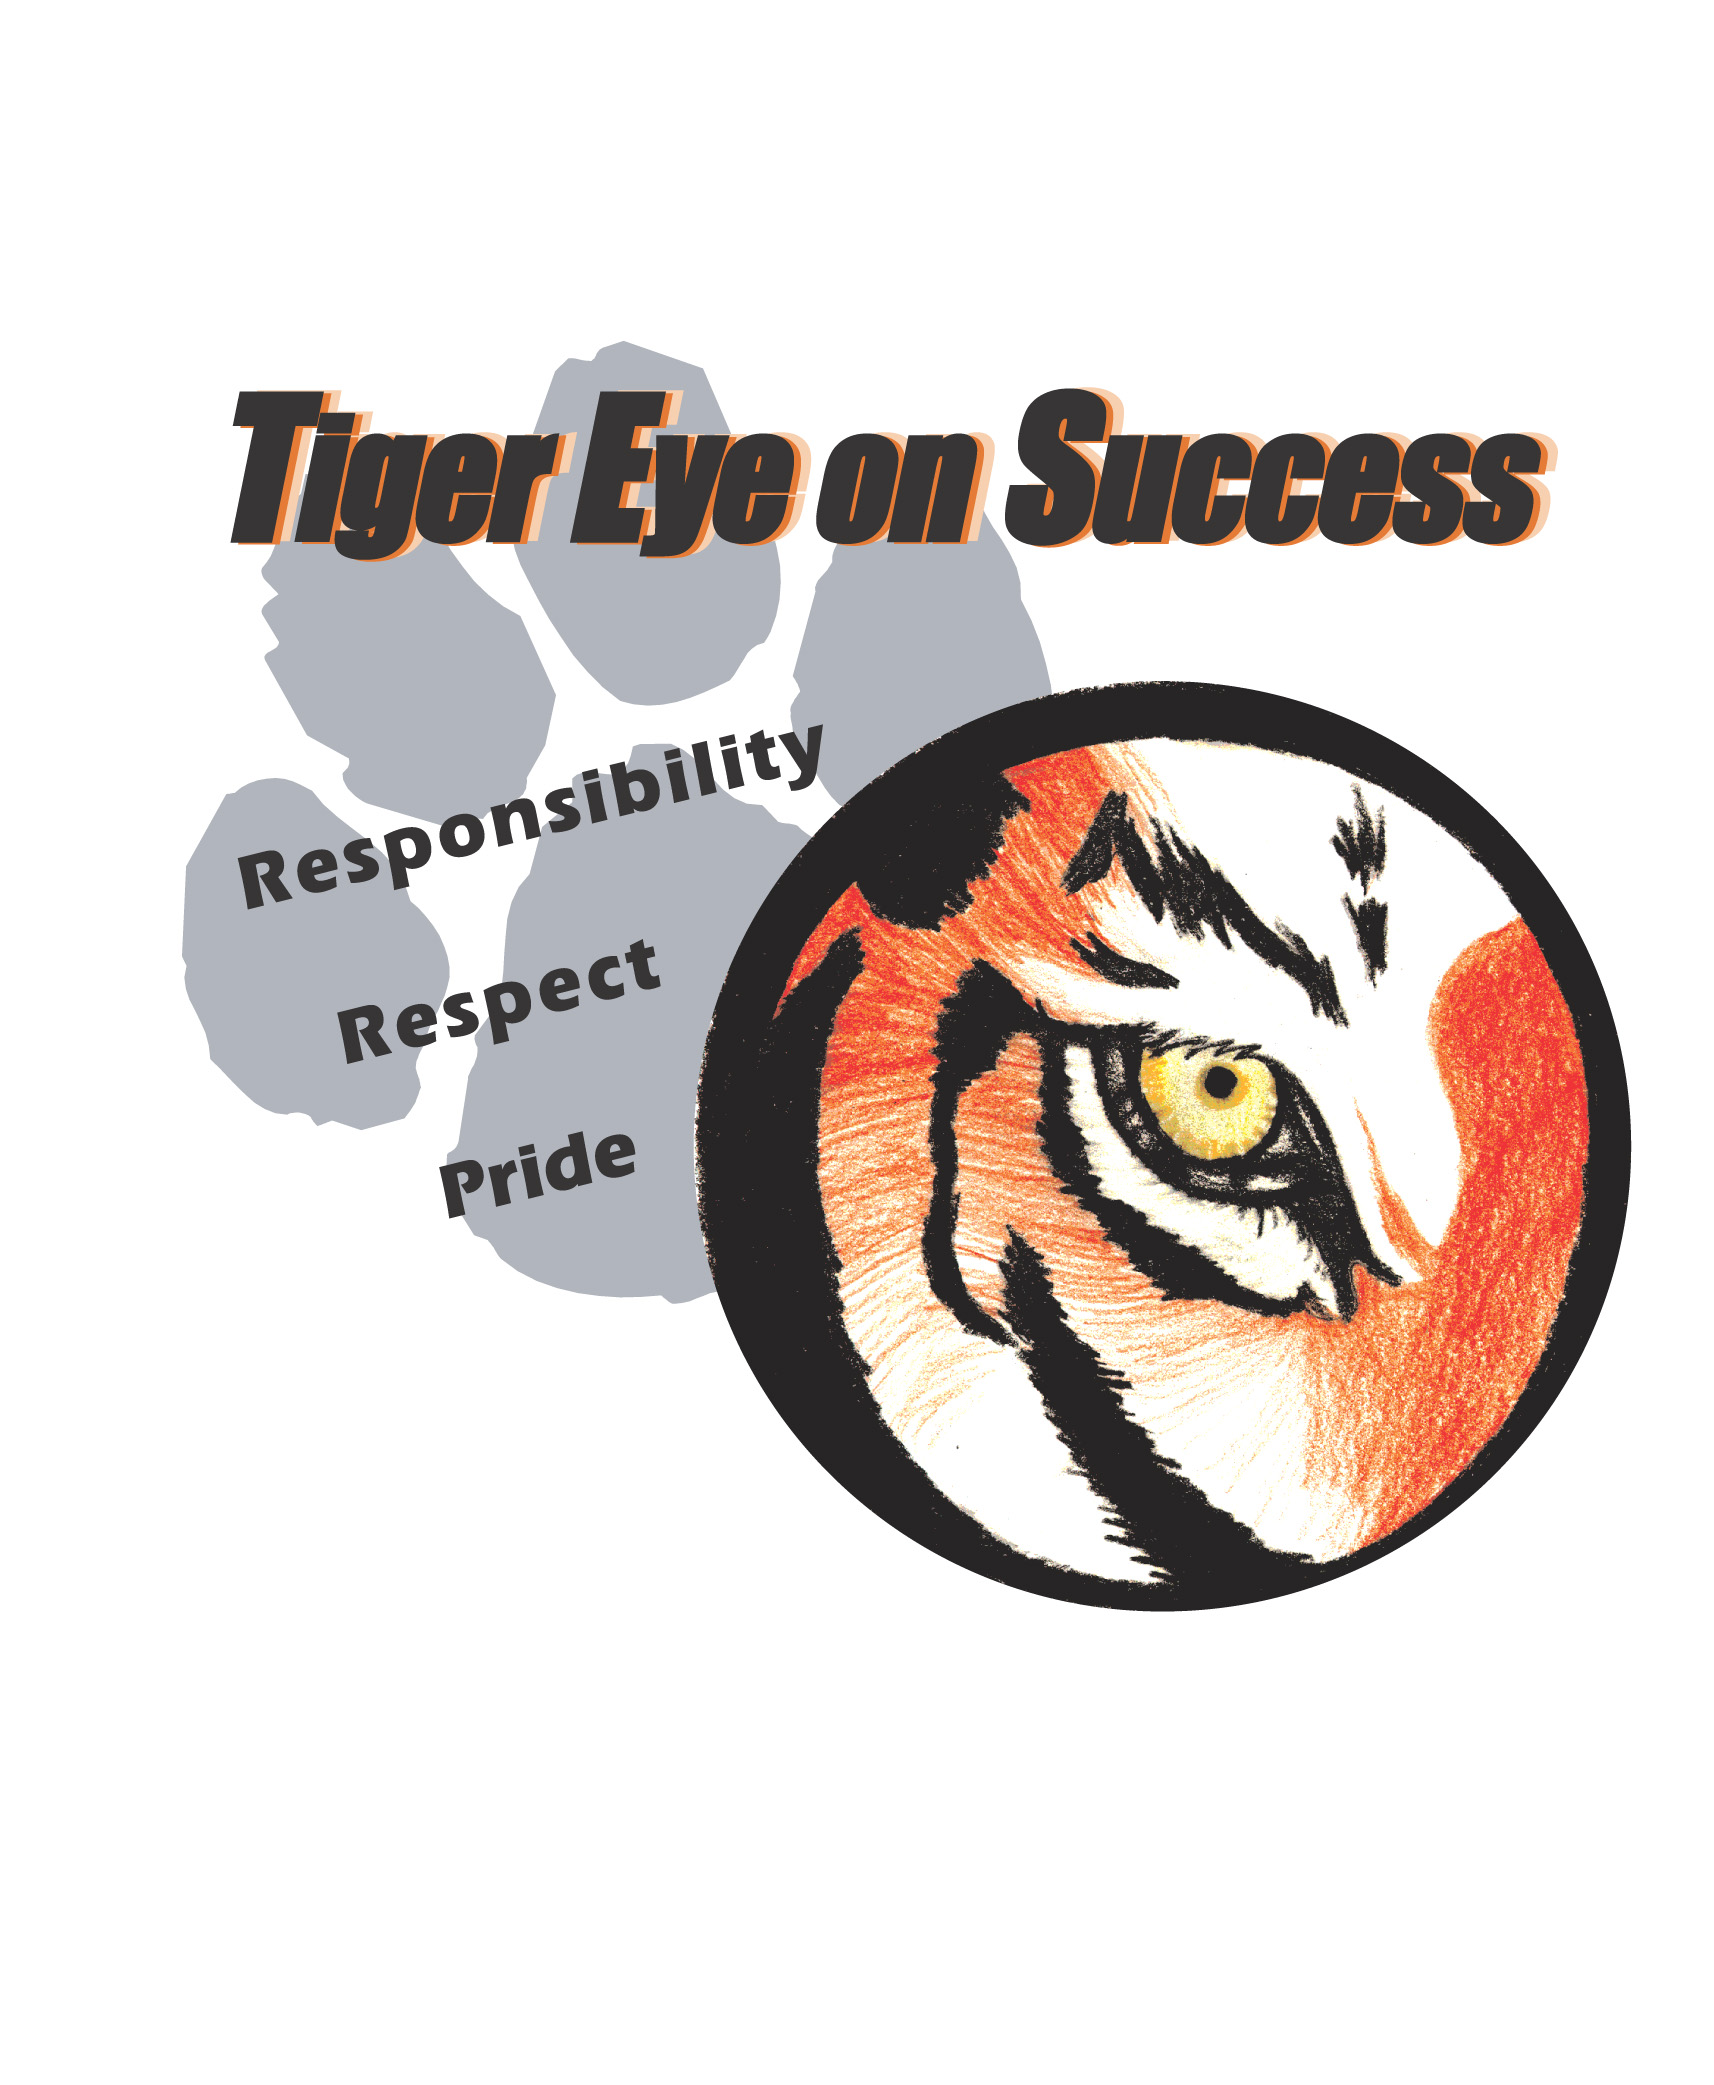 Tiger Eye on Success
Responsibility
Respect
Pride